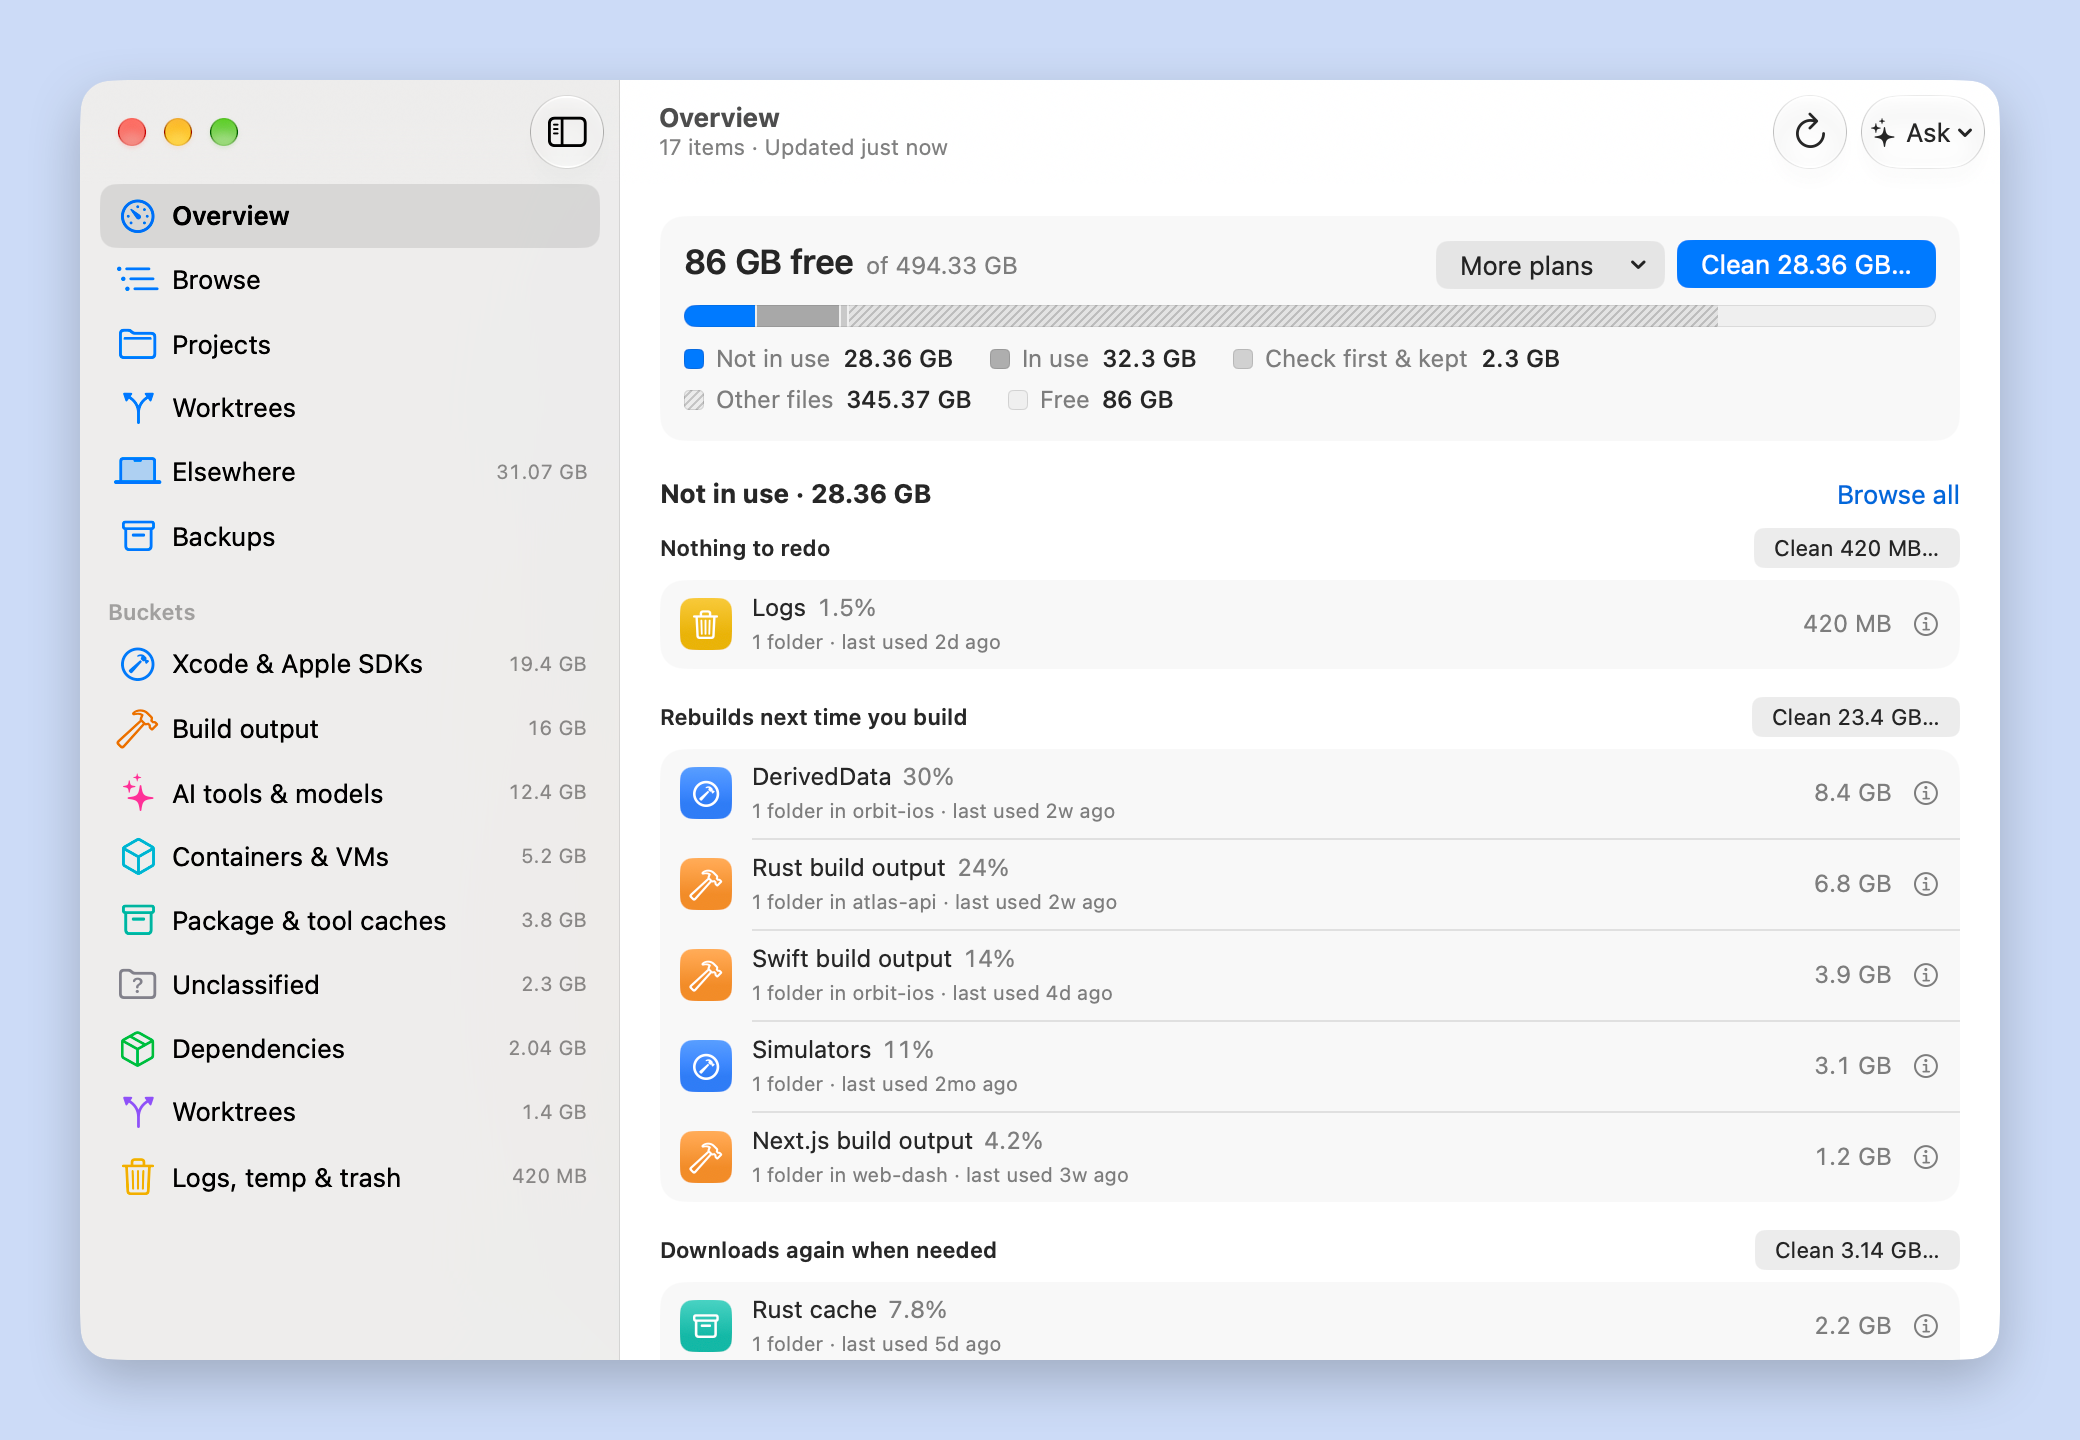 Overview
Browse
Projects
Worktrees
Elsewhere 31.07 GB
Backups
Buckets
Xcode & Apple SDKs 19.4 GB
Build output 16 GB
AI tools & models 12.4 GB
Containers & VMs 5.2 GB
Package & tool caches 3.8 GB
Unclassified 2.3 GB
Dependencies 2.04 GB
Worktrees 1.4 GB
Logs, temp & trash 420 MB
Overview
17 items · Updated just now
Ask
86 GB free of 494.33 GB
More plans
Clean 28.36 GB...
Not in use 28.36 GB In use 32.3 GB Check first & kept 2.3 GB
Other files 345.37 GB Free 86 GB
Not in use · 28.36 GB Browse all
Nothing to redo Clean 420 MB...
Logs 1.5%
1 folder · last used 2d ago
420 MB
Rebuilds next time you build Clean 23.4 GB...
DerivedData 30%
1 folder in orbit-ios · last used 2w ago
8.4 GB
Rust build output 24%
1 folder in atlas-api · last used 2w ago
6.8 GB
Swift build output 14%
1 folder in orbit-ios · last used 4d ago
3.9 GB
Simulators 11%
1 folder · last used 2mo ago
3.1 GB
Next.js build output 4.2%
1 folder in web-dash · last used 3w ago
1.2 GB
Downloads again when needed Clean 3.14 GB...
Rust cache 7.8%
1 folder · last used 5d ago
2.2 GB